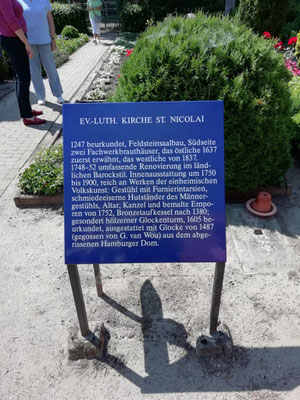 EV.-LUTH. KIRCHE ST. NICOLAI
1247 beurkundet, Feldsteinsaalbau, Südseite
zwei Fachwerkbrauthäuser, das östliche 1637
zuerst erwähnt, das westliche von 1837.
1748-52 umfassende Renovierung im länd-
lichen Barockstil. Innenausstattung um 1750
bis 1900, reich an Werken der einheimischen
Volkskunst: Gestühl mit Furnierintarsien,
schmiedeeiserne Hutständer des Männer-
gestühls, Altar, Kanzel und bemalte Empo-
ren von 1752, Bronzetaufkessel nach 1380;
gesondert hölzerner Glockenturm, 1605 be-
urkundet, ausgestattet mit Glocke von 1487
(gegossen von G. van Wou) aus dem abge-
rissenen Hamburger Dom.